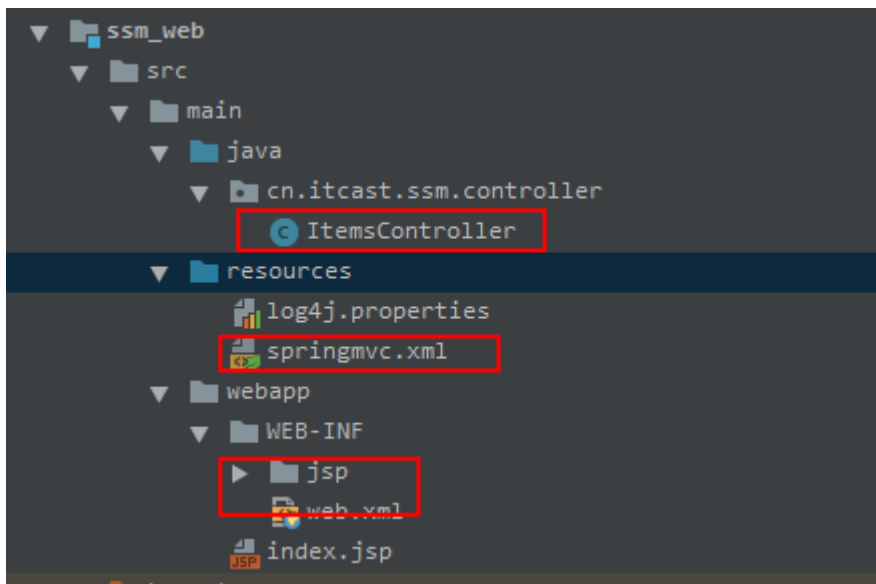 ssm_web
src
main
java
cn.itcast.ssm.controller
C ItemsController
resources
log4j.properties
springmvc.xml
webapp
WEB-INF
jsp
web.xml
JSP index.jsp